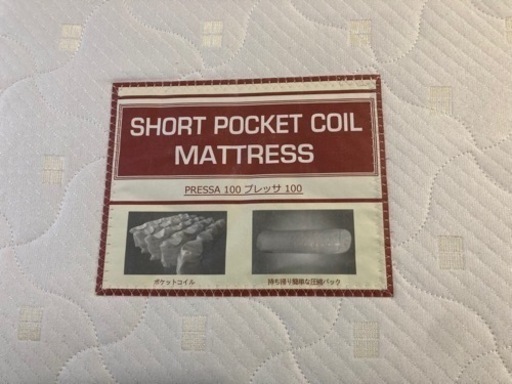 SHORT POCKET COIL
MATTRESS
PRESSA 100 プレッサ 100
ポケットコイル
持ち帰り簡単な圧縮パック